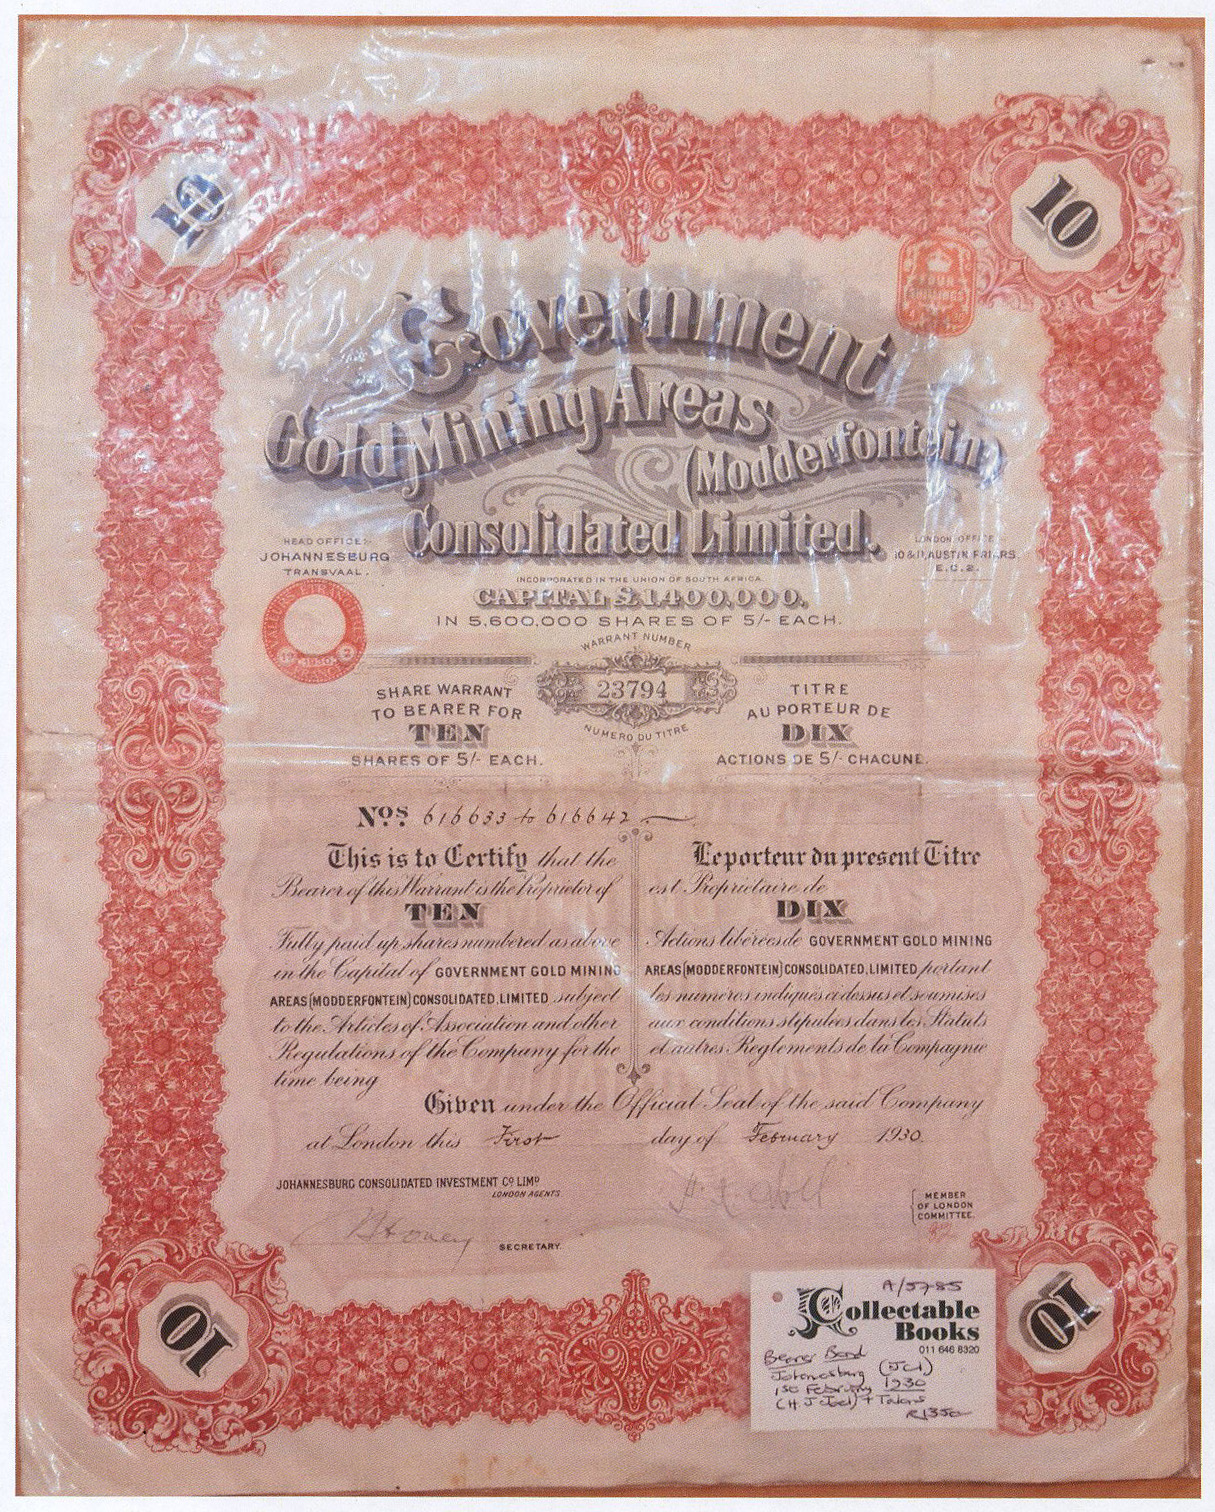 10
10
Government
Gold Mining Areas
(Modderfontein)
Consolidated Limited.
HEAD OFFICE:-
JOHANNESBURG
TRANSVAAL.
LONDON OFFICE:-
10 & 11, AUSTIN FRIARS
E.C.2.
INCORPORATED IN THE UNION OF SOUTH AFRICA.
CAPITAL £1,400,000,
IN 5,600,000 SHARES OF 5/- EACH.
WARRANT NUMBER
23794
NUMERO DU TITRE
SHARE WARRANT
TO BEARER FOR
TEN
SHARES OF 5/- EACH.
TITRE
AU PORTEUR DE
DIX
ACTIONS DE 5/- CHACUNE.
Nos. 616633 to 616642
This is to Certify that the
Bearer of this Warrant is the Proprietor of
TEN
Fully paid up shares numbered as above
in the Capital of GOVERNMENT GOLD MINING
AREAS (MODDERFONTEIN) CONSOLIDATED, LIMITED subject
to the Articles of Association and other
Regulations of the Company for the
time being
Le porteur du present Titre
est Propriétaire de
DIX
Actions libérées de GOVERNMENT GOLD MINING
AREAS (MODDERFONTEIN) CONSOLIDATED, LIMITED portant
les numéros indiqués ci dessus et soumises
aux conditions stipulées dans les Statuts
et autres Reglements de la Compagnie
Given under the Official Seal of the said Company
at London this First day of February 1930.
JOHANNESBURG CONSOLIDATED INVESTMENT CO. LIMD.
LONDON AGENTS
SECRETARY.
MEMBER
OF LONDON
COMMITTEE.
10
10
A/5785
Collectable
Books
011 646 8320
Bearer Bond
Johannesburg (JCI)
1st February 1930
(H J Joel) +
R1350